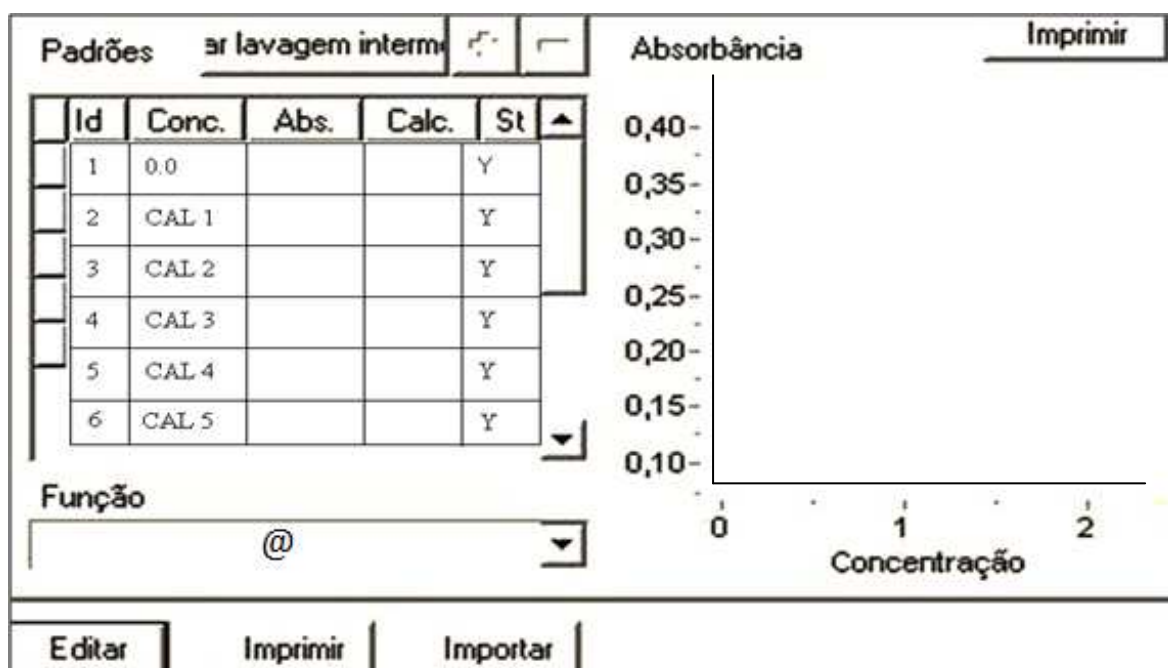 Padrões
ar lavagem interme
Id Conc. Abs. Calc. St
1 0.0 Y
2 CAL 1 Y
3 CAL 2 Y
4 CAL 3 Y
5 CAL 4 Y
6 CAL 5 Y
Função
@
Editar Imprimir Importar
Absorbância
Imprimir
0,40
0,35
0,30
0,25
0,20
0,15
0,10
0 1 2
Concentração